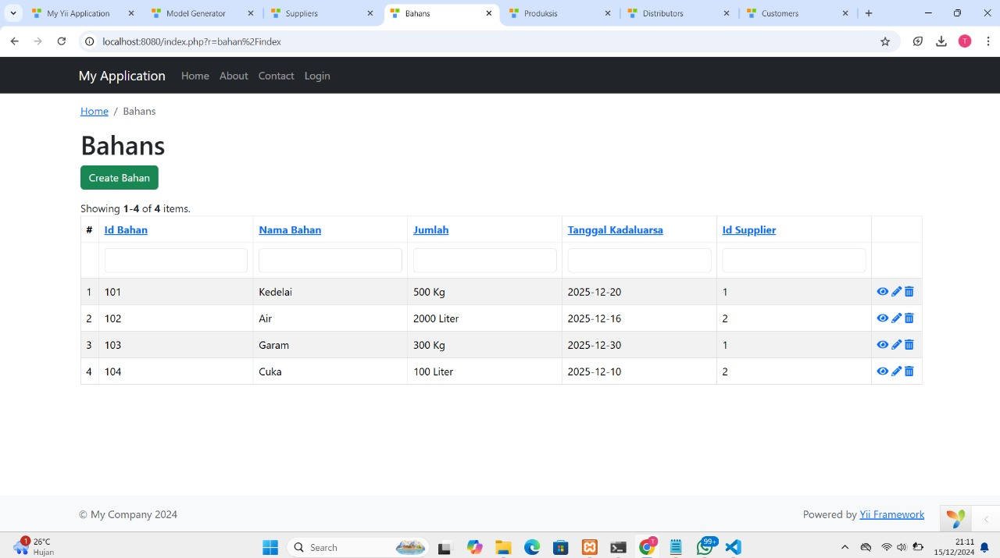 My Yii Application
Model Generator
Suppliers
Bahans
Produksis
Distributors
Customers
localhost:8080/index.php?r=bahan%2Findex
T
My Application
Home
About
Contact
Login
Home / Bahans
Bahans
Create Bahan
Showing 1-4 of 4 items.
# Id Bahan Nama Bahan Jumlah Tanggal Kadaluarsa Id Supplier
1 101 Kedelai 500 Kg 2025-12-20 1
2 102 Air 2000 Liter 2025-12-16 2
3 103 Garam 300 Kg 2025-12-30 1
4 104 Cuka 100 Liter 2025-12-10 2
© My Company 2024
Powered by Yii Framework
1
26°C
Hujan
Search
T
99+
21:11
15/12/2024